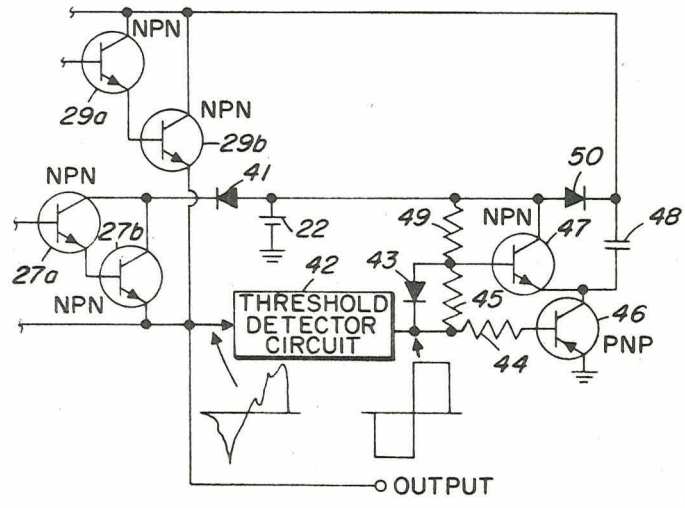 NPN
29a
NPN
29b
NPN
41
50
27b
22
49
NPN
47
48
27a
NPN
42
43
THRESHOLD
DETECTOR
CIRCUIT
45
46
44
PNP
OUTPUT